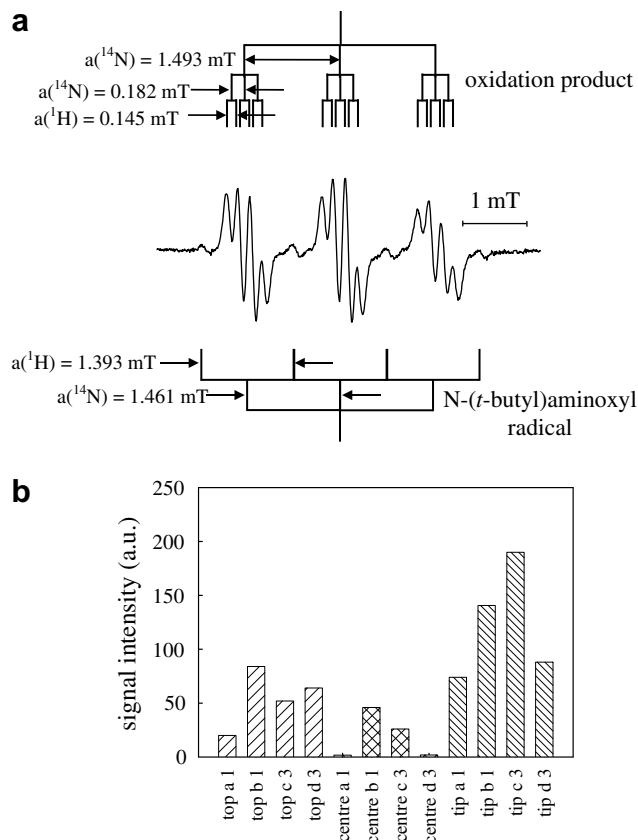 a
a(¹⁴N) = 1.493 mT
a(¹⁴N) = 0.182 mT
a(¹H) = 0.145 mT
oxidation product
1 mT
a(¹H) = 1.393 mT
a(¹⁴N) = 1.461 mT
N-(t-butyl)aminoxyl
radical
b
signal intensity (a.u.)
250
200
150
100
50
0
top a 1
top b 1
top c 3
top d 3
centre a 1
centre b 1
centre c 3
centre d 3
tip a 1
tip b 1
tip c 3
tip d 3